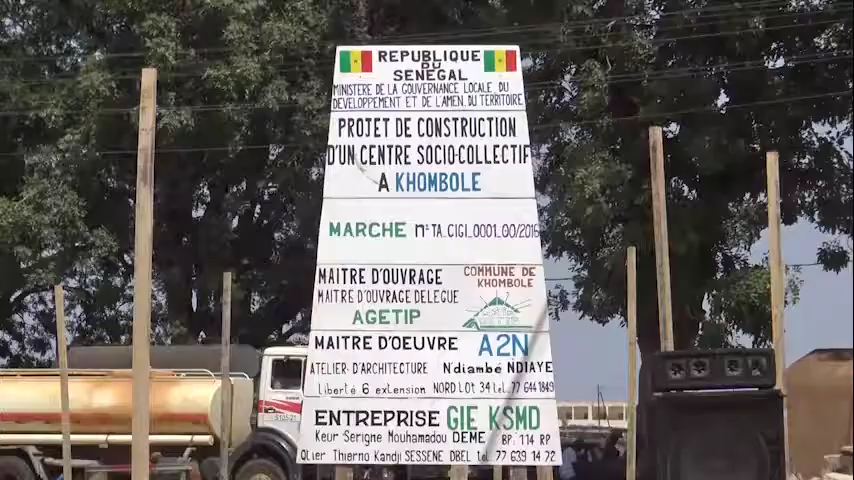 REPUBLIQUE
DU
SENEGAL
MINISTERE DE LA GOUVERNANCE LOCALE, DU
DEVELOPPEMENT ET DE L'AMEN. DU TERRITOIRE
PROJET DE CONSTRUCTION
D'UN CENTRE SOCIO-COLLECTIF
A KHOMBOLE
MARCHE N° TA_CIGI_0001_00/2016
MAITRE D'OUVRAGE
COMMUNE DE
KHOMBOLE
MAITRE D'OUVRAGE DELEGUE
AGETIP
MAITRE D'OEUVRE A2N
ATELIER-D'ARCHITECTURE N'diambé NDIAYE
Liberté 6 extension NORD LOT 34 tel. 77 644 1849
ENTREPRISE GIE KSMD
Keur Serigne Mouhamadou DEME BP. 114 RP
Olier Thierno Kandji SESSENE DBEL tel. 77 639 14 72